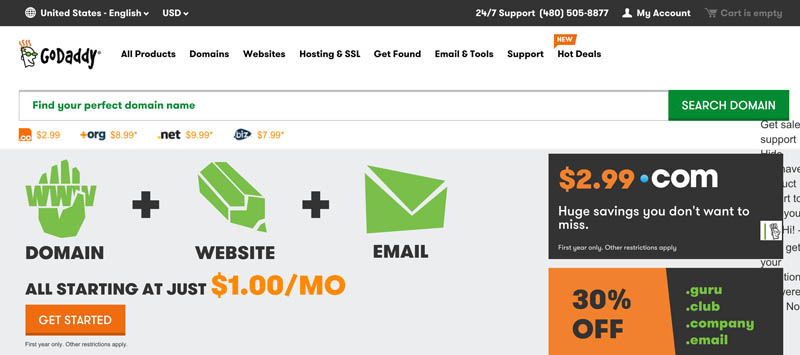 United States - English
USD
24/7 Support (480) 505-8877
My Account
Cart is empty
GoDaddy
All Products
Domains
Websites
Hosting & SSL
Get Found
Email & Tools
Support
NEW
Hot Deals
Find your perfect domain name
SEARCH DOMAIN
.co $2.99
+org $8.99*
.net $9.99*
.biz $7.99*
Get sale
support
Hide
have
uct
rt to
you
Hi! -
get
your
tion
were
No
www
DOMAIN
+
WEBSITE
+
EMAIL
ALL STARTING AT JUST $1.00/MO
GET STARTED
First year only. Other restrictions apply.
$2.99 .com
Huge savings you don't want to
miss.
First year only. Other restrictions apply
30%
OFF
.guru
.club
.company
.email